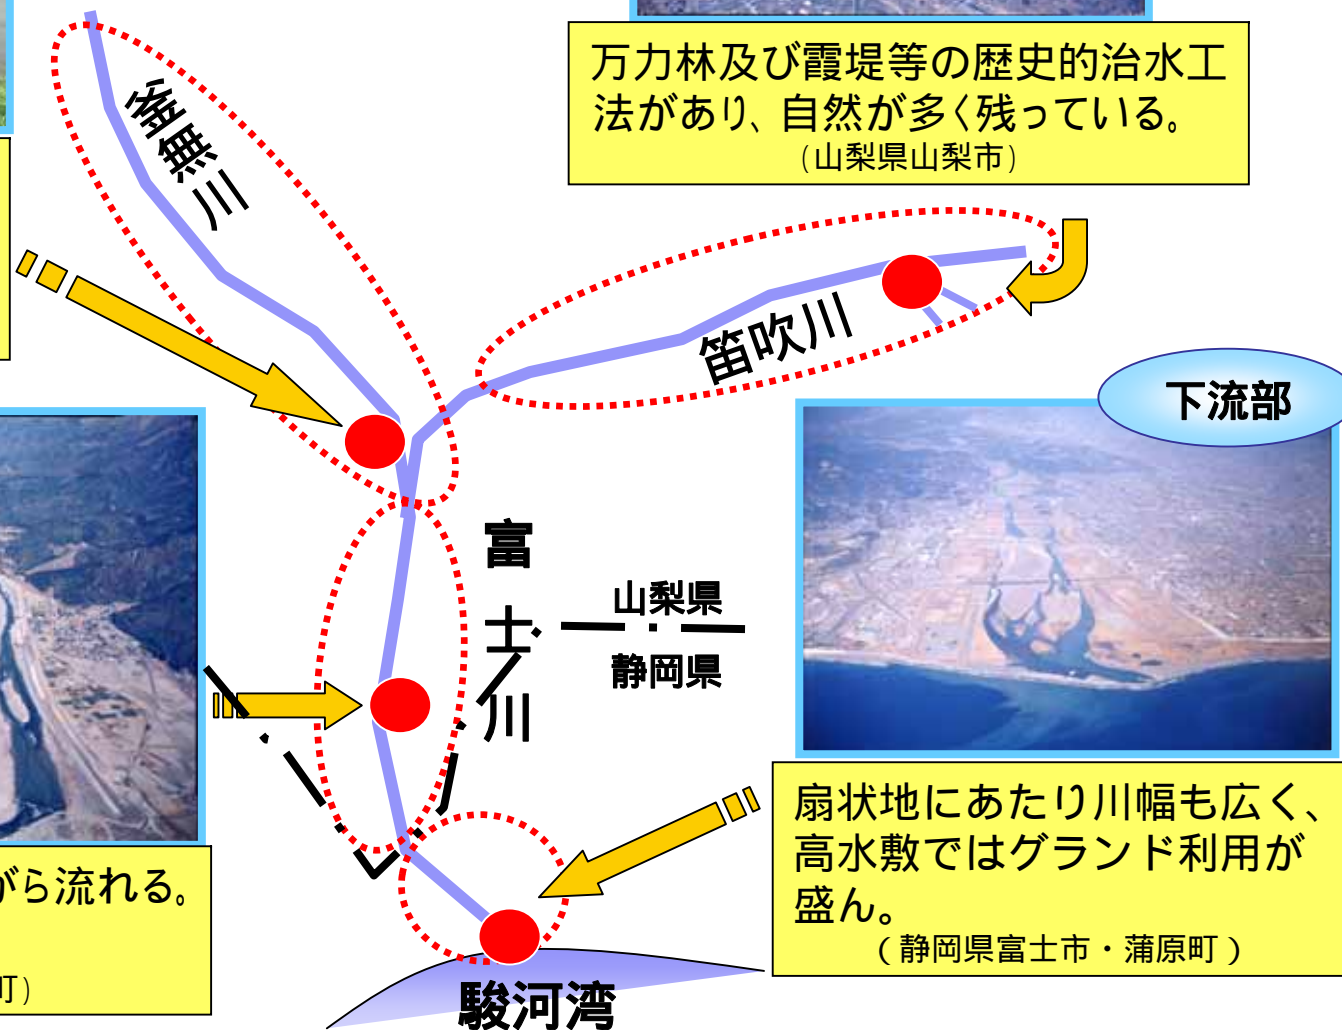 万力林及び霞堤等の歴史的治水工
法があり、自然が多く残っている。
(山梨県山梨市)
釜無川
笛吹川
下流部
富士川
山梨県
静岡県
扇状地にあたり川幅も広く、
高水敷ではグランド利用が
盛ん。
(静岡県富士市・蒲原町)
がら流れる。
町)
駿河湾